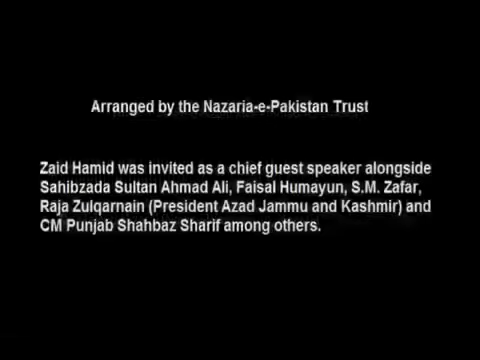 Arranged by the Nazaria-e-Pakistan Trust
Zaid Hamid was invited as a chief guest speaker alongside
Sahibzada Sultan Ahmad Ali, Faisal Humayun, S.M. Zafar,
Raja Zulqarnain (President Azad Jammu and Kashmir) and
CM Punjab Shahbaz Sharif among others.